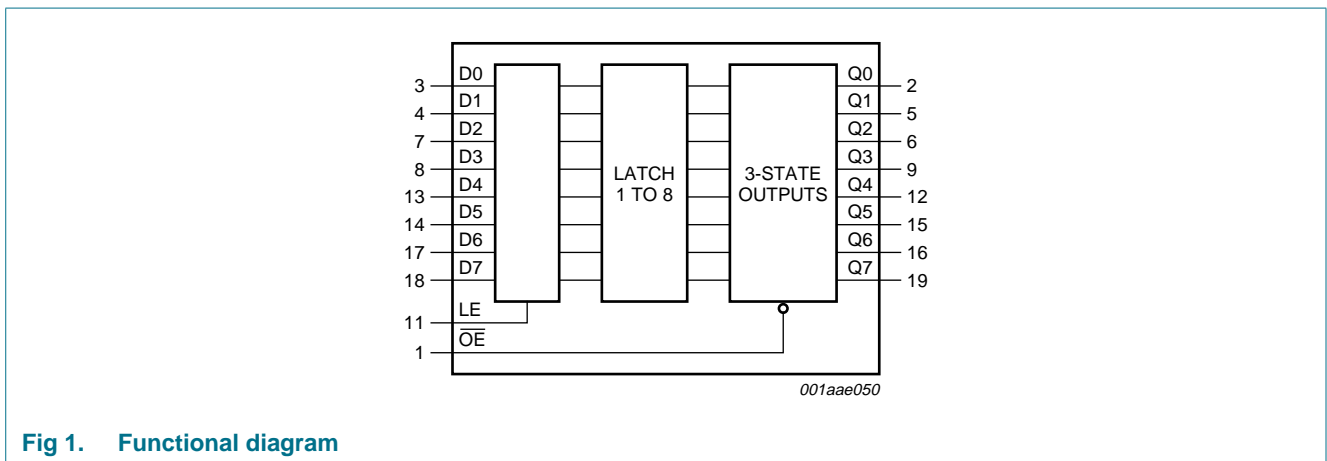 D0 Q0
3 2
D1 Q1
4 5
D2 Q2
7 6
D3 Q3
8 9
LATCH 1 TO 8
3-STATE OUTPUTS
D4 Q4
13 12
D5 Q5
14 15
D6 Q6
17 16
D7 Q7
18 19
LE
11
OE
1
001aae050
Fig 1. Functional diagram